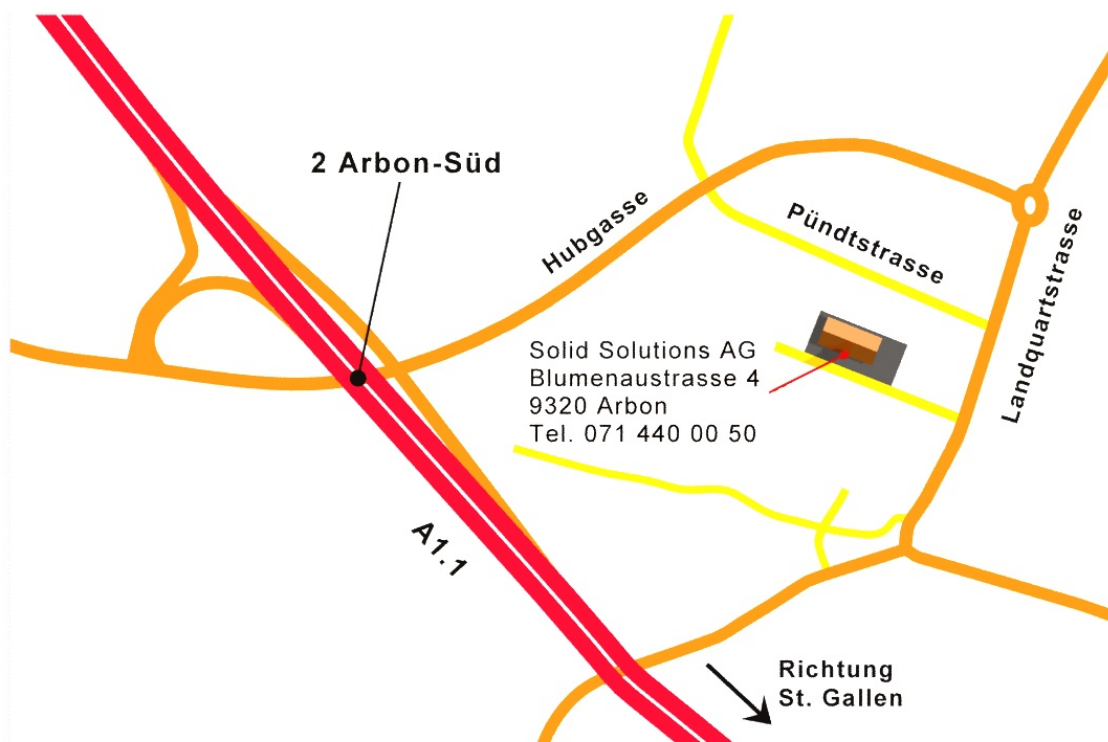 2 Arbon-Süd
Hubgasse
Pündtstrasse
Landquartstrasse
Solid Solutions AG
Blumenaustrasse 4
9320 Arbon
Tel. 071 440 00 50
A1.1
Richtung
St. Gallen